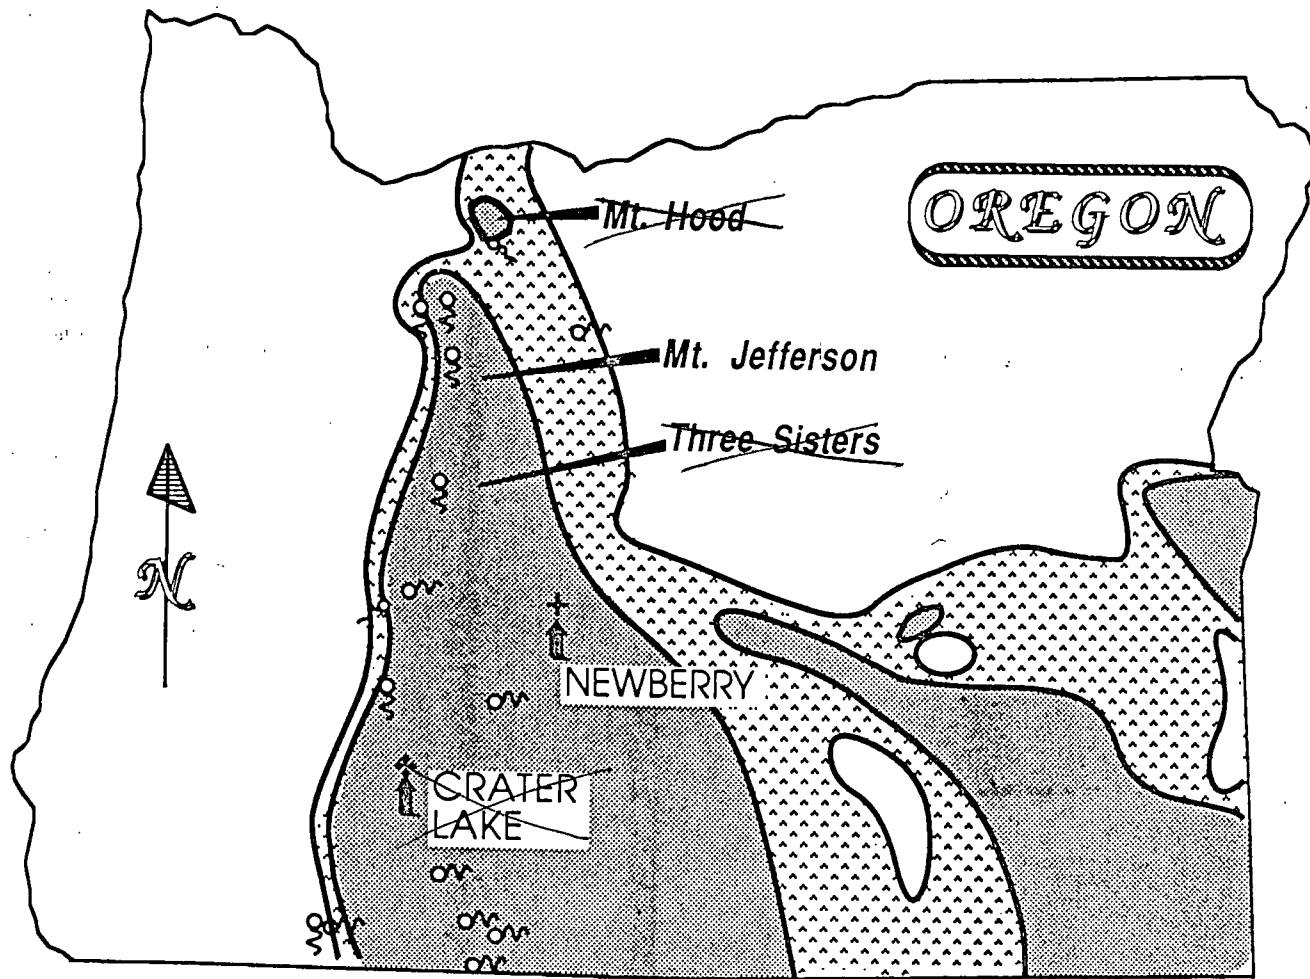 OREGON
Mt. Hood
Mt. Jefferson
Three Sisters
N
NEWBERRY
CRATER
LAKE